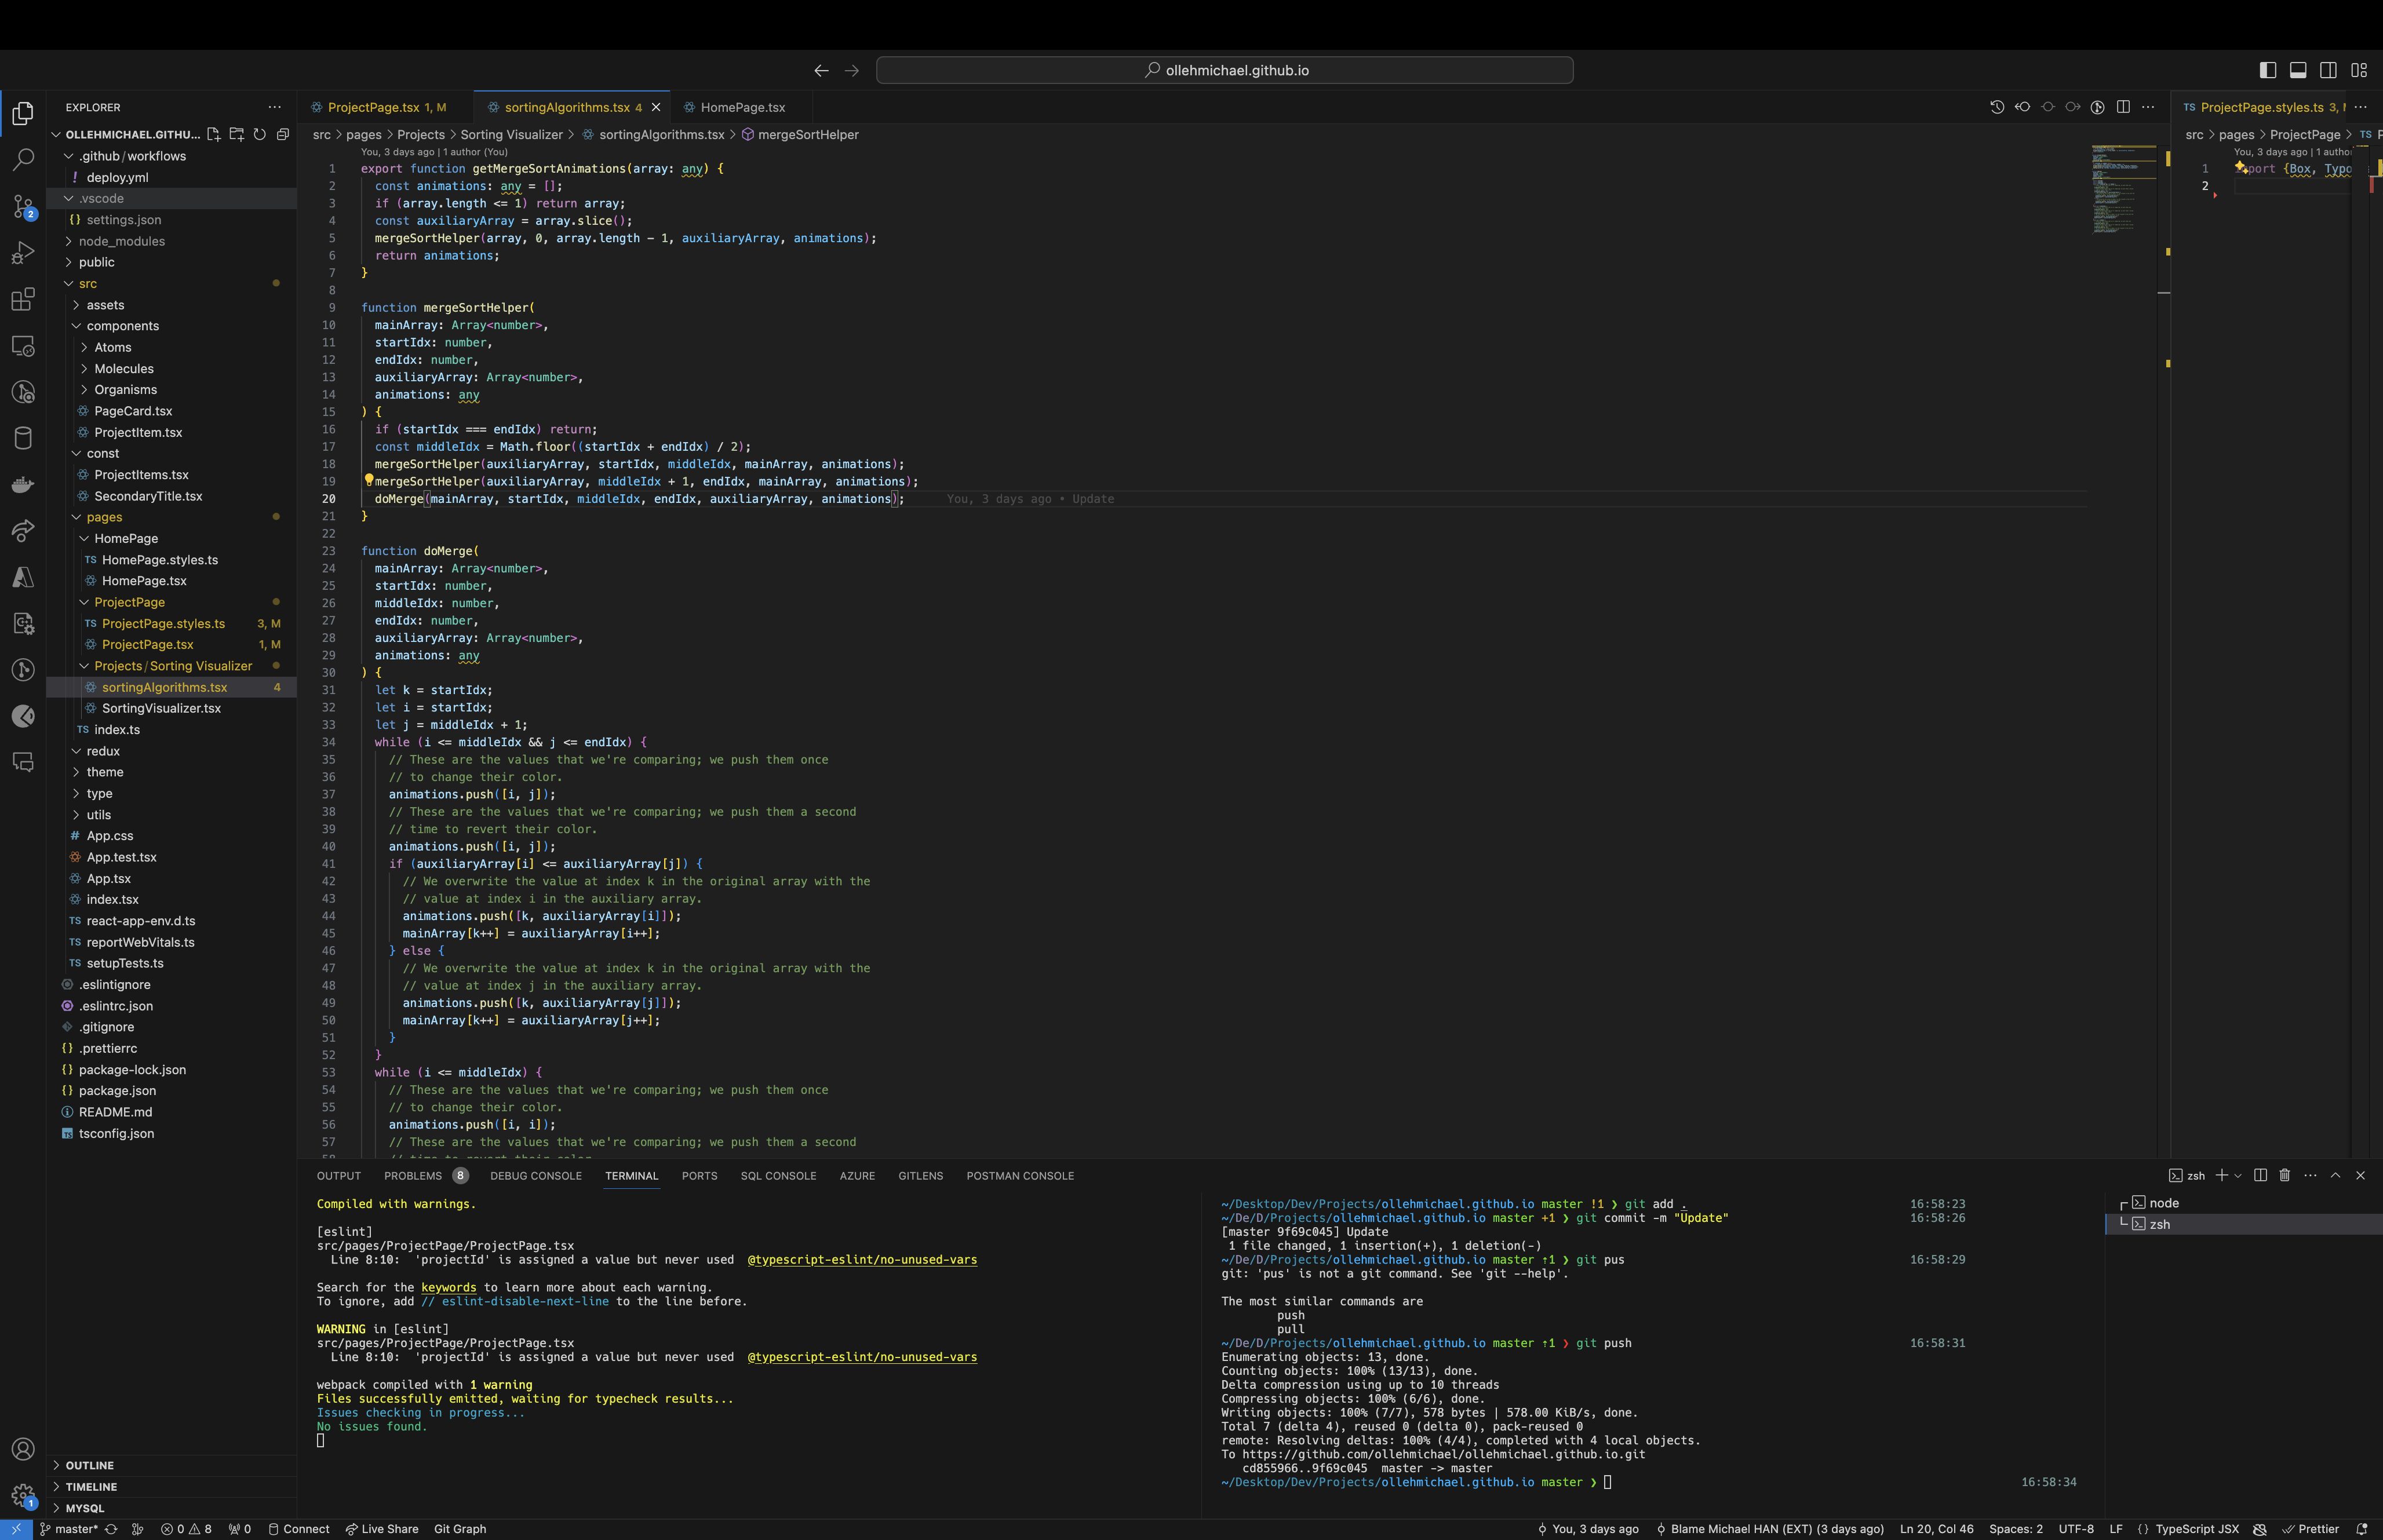 ollehmichael.github.io
EXPLORER
OLLEHMICHAEL.GITHU...
.github/workflows
deploy.yml
.vscode
settings.json
node_modules
public
src
assets
components
Atoms
Molecules
Organisms
PageCard.tsx
ProjectItem.tsx
const
ProjectItems.tsx
SecondaryTitle.tsx
pages
HomePage
TS HomePage.styles.ts
HomePage.tsx
ProjectPage
TS ProjectPage.styles.ts 3, M
ProjectPage.tsx 1, M
Projects/Sorting Visualizer
sortingAlgorithms.tsx 4
SortingVisualizer.tsx
TS index.ts
redux
theme
type
utils
# App.css
App.test.tsx
App.tsx
index.tsx
TS react-app-env.d.ts
TS reportWebVitals.ts
TS setupTests.ts
.eslintignore
.eslintrc.json
.gitignore
{} .prettierrc
{} package-lock.json
{} package.json
README.md
tsconfig.json
OUTLINE
TIMELINE
MYSQL
2
1
ProjectPage.tsx 1, M
sortingAlgorithms.tsx 4
HomePage.tsx
src > pages > Projects > Sorting Visualizer > sortingAlgorithms.tsx > mergeSortHelper
You, 3 days ago | 1 author (You)
1 export function getMergeSortAnimations(array: any) {
2 const animations: any = [];
3 if (array.length <= 1) return array;
4 const auxiliaryArray = array.slice();
5 mergeSortHelper(array, 0, array.length - 1, auxiliaryArray, animations);
6 return animations;
7 }
8
9 function mergeSortHelper(
10 mainArray: Array<number>,
11 startIdx: number,
12 endIdx: number,
13 auxiliaryArray: Array<number>,
14 animations: any
15 ) {
16 if (startIdx === endIdx) return;
17 const middleIdx = Math.floor((startIdx + endIdx) / 2);
18 mergeSortHelper(auxiliaryArray, startIdx, middleIdx, mainArray, animations);
19 mergeSortHelper(auxiliaryArray, middleIdx + 1, endIdx, mainArray, animations);
20 doMerge(mainArray, startIdx, middleIdx, endIdx, auxiliaryArray, animations); You, 3 days ago • Update
21 }
22
23 function doMerge(
24 mainArray: Array<number>,
25 startIdx: number,
26 middleIdx: number,
27 endIdx: number,
28 auxiliaryArray: Array<number>,
29 animations: any
30 ) {
31 let k = startIdx;
32 let i = startIdx;
33 let j = middleIdx + 1;
34 while (i <= middleIdx && j <= endIdx) {
35 // These are the values that we're comparing; we push them once
36 // to change their color.
37 animations.push([i, j]);
38 // These are the values that we're comparing; we push them a second
39 // time to revert their color.
40 animations.push([i, j]);
41 if (auxiliaryArray[i] <= auxiliaryArray[j]) {
42 // We overwrite the value at index k in the original array with the
43 // value at index i in the auxiliary array.
44 animations.push([k, auxiliaryArray[i]]);
45 mainArray[k++] = auxiliaryArray[i++];
46 } else {
47 // We overwrite the value at index k in the original array with the
48 // value at index j in the auxiliary array.
49 animations.push([k, auxiliaryArray[j]]);
50 mainArray[k++] = auxiliaryArray[j++];
51 }
52 }
53 while (i <= middleIdx) {
54 // These are the values that we're comparing; we push them once
55 // to change their color.
56 animations.push([i, i]);
57 // These are the values that we're comparing; we push them a second
TS ProjectPage.styles.ts 3,
src > pages > ProjectPage > TS
You, 3 days ago | 1 autho
1 port {Box, Typo
2
OUTPUT PROBLEMS 8 DEBUG CONSOLE TERMINAL PORTS SQL CONSOLE AZURE GITLENS POSTMAN CONSOLE
zsh
Compiled with warnings.
[eslint]
src/pages/ProjectPage/ProjectPage.tsx
Line 8:10: 'projectId' is assigned a value but never used @typescript-eslint/no-unused-vars
Search for the keywords to learn more about each warning.
To ignore, add // eslint-disable-next-line to the line before.
WARNING in [eslint]
src/pages/ProjectPage/ProjectPage.tsx
Line 8:10: 'projectId' is assigned a value but never used @typescript-eslint/no-unused-vars
webpack compiled with 1 warning
Files successfully emitted, waiting for typecheck results...
Issues checking in progress...
No issues found.
~/Desktop/Dev/Projects/ollehmichael.github.io master !1 ❯ git add . 16:58:23
~/De/D/Projects/ollehmichael.github.io master +1 ❯ git commit -m "Update" 16:58:26
[master 9f69c045] Update
1 file changed, 1 insertion(+), 1 deletion(-)
~/De/D/Projects/ollehmichael.github.io master ⇡1 ❯ git pus 16:58:29
git: 'pus' is not a git command. See 'git --help'.
The most similar commands are
push
pull
~/De/D/Projects/ollehmichael.github.io master ⇡1 ❯ git push 16:58:31
Enumerating objects: 13, done.
Counting objects: 100% (13/13), done.
Delta compression using up to 10 threads
Compressing objects: 100% (6/6), done.
Writing objects: 100% (7/7), 578 bytes | 578.00 KiB/s, done.
Total 7 (delta 4), reused 0 (delta 0), pack-reused 0
remote: Resolving deltas: 100% (4/4), completed with 4 local objects.
To https://github.com/ollehmichael/ollehmichael.github.io.git
cd855966..9f69c045 master -> master
~/Desktop/Dev/Projects/ollehmichael.github.io master ❯ 16:58:34
node
zsh
master* 0 8 0 Connect Live Share Git Graph
You, 3 days ago Blame Michael HAN (EXT) (3 days ago) Ln 20, Col 46 Spaces: 2 UTF-8 LF {} TypeScript JSX Prettier